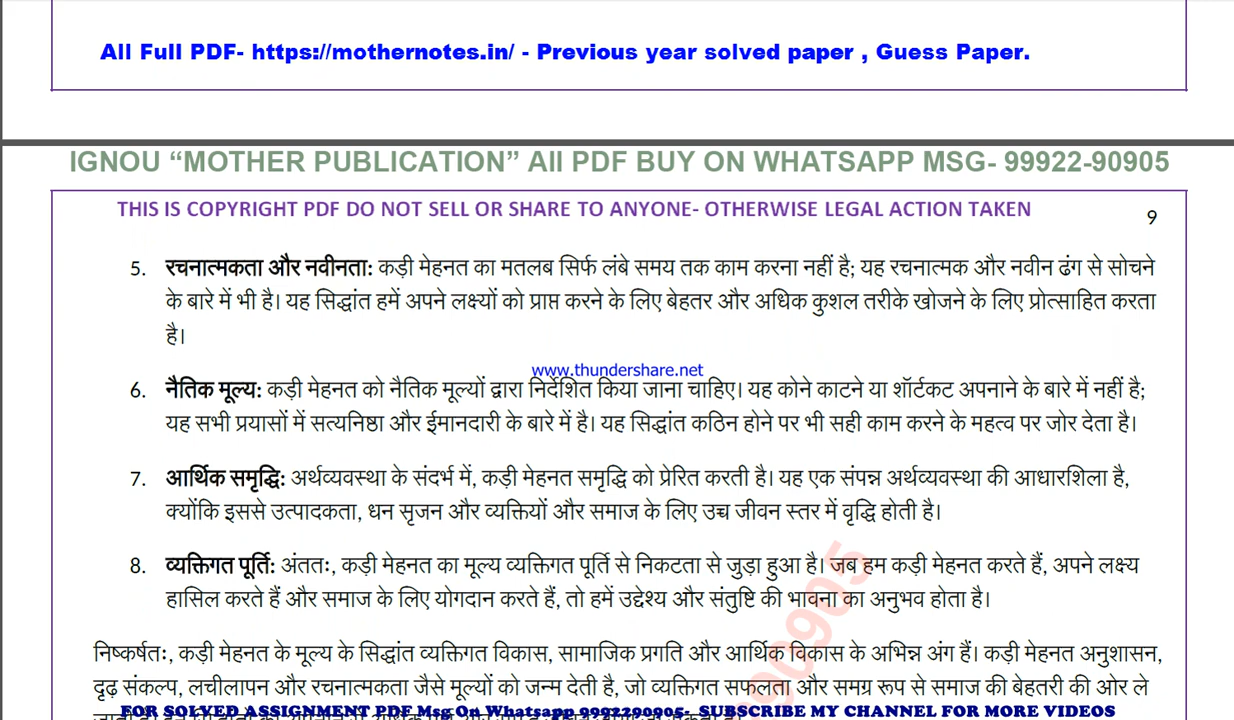 All Full PDF- https://mothernotes.in/ - Previous year solved paper , Guess Paper.
IGNOU “MOTHER PUBLICATION” All PDF BUY ON WHATSAPP MSG- 99922-90905
THIS IS COPYRIGHT PDF DO NOT SELL OR SHARE TO ANYONE- OTHERWISE LEGAL ACTION TAKEN
9
5. रचनात्मकता और नवीनता: कड़ी मेहनत का मतलब सिर्फ लंबे समय तक काम करना नहीं है; यह रचनात्मक और नवीन ढंग से सोचने
के बारे में भी है। यह सिद्धांत हमें अपने लक्ष्यों को प्राप्त करने के लिए बेहतर और अधिक कुशल तरीके खोजने के लिए प्रोत्साहित करता
है।
www.thundershare.net
6. नैतिक मूल्य: कड़ी मेहनत को नैतिक मूल्यों द्वारा निर्देशित किया जाना चाहिए। यह कोने काटने या शॉर्टकट अपनाने के बारे में नहीं है;
यह सभी प्रयासों में सत्यनिष्ठा और ईमानदारी के बारे में है। यह सिद्धांत कठिन होने पर भी सही काम करने के महत्व पर जोर देता है।
7. आर्थिक समृद्धि: अर्थव्यवस्था के संदर्भ में, कड़ी मेहनत समृद्धि को प्रेरित करती है। यह एक संपन्न अर्थव्यवस्था की आधारशिला है,
क्योंकि इससे उत्पादकता, धन सृजन और व्यक्तियों और समाज के लिए उच्च जीवन स्तर में वृद्धि होती है।
8. व्यक्तिगत पूर्ति: अंततः, कड़ी मेहनत का मूल्य व्यक्तिगत पूर्ति से निकटता से जुड़ा हुआ है। जब हम कड़ी मेहनत करते हैं, अपने लक्ष्य
हासिल करते हैं और समाज के लिए योगदान करते हैं, तो हमें उद्देश्य और संतुष्टि की भावना का अनुभव होता है।
निष्कर्षतः, कड़ी मेहनत के मूल्य के सिद्धांत व्यक्तिगत विकास, सामाजिक प्रगति और आर्थिक विकास के अभिन्न अंग हैं। कड़ी मेहनत अनुशासन,
दृढ़ संकल्प, लचीलापन और रचनात्मकता जैसे मूल्यों को जन्म देती है, जो व्यक्तिगत सफलता और समग्र रूप से समाज की बेहतरी की ओर ले
FOR SOLVED ASSIGNMENT PDF Msg On Whatsapp 9992290905- SUBSCRIBE MY CHANNEL FOR MORE VIDEOS